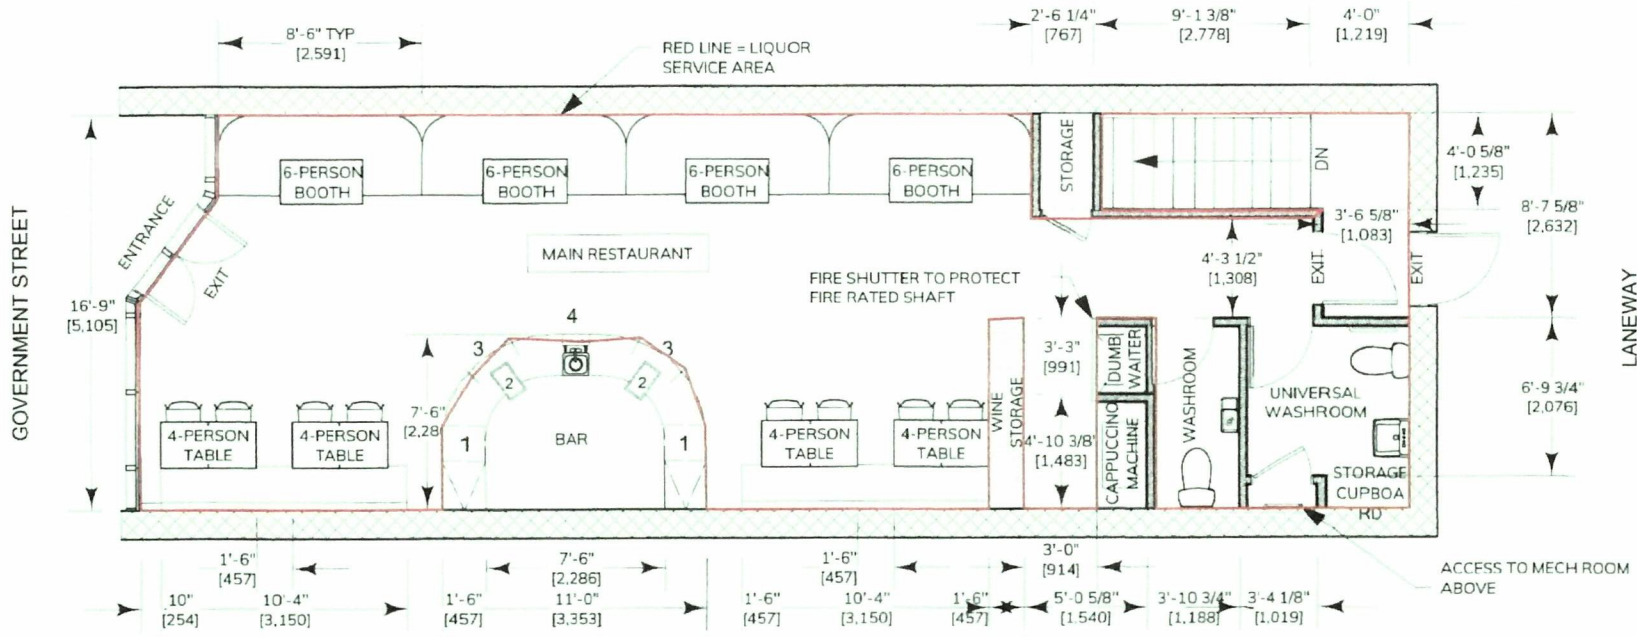 8'-6" TYP
[2,591]
RED LINE = LIQUOR
SERVICE AREA
2'-6 1/4"
[767]
9'-1 3/8"
[2,778]
4'-0"
[1,219]
6-PERSON
BOOTH
6-PERSON
BOOTH
6-PERSON
BOOTH
6-PERSON
BOOTH
STORAGE
DN
4'-0 5/8"
[1,235]
8'-7 5/8"
[2,632]
3'-6 5/8"
[1,083]
4'-3 1/2"
[1,308]
EXIT
EXIT
GOVERNMENT STREET
ENTRANCE
EXIT
16'-9"
[5,105]
MAIN RESTAURANT
FIRE SHUTTER TO PROTECT
FIRE RATED SHAFT
LANEWAY
4
3
3
2
2
1
1
BAR
7'-6"
[2,28
4-PERSON
TABLE
4-PERSON
TABLE
4-PERSON
TABLE
4-PERSON
TABLE
WINE
STORAGE
3'-3"
[991]
4'-10 3/8"
[1,483]
DUMB
WAITER
CAPPUCCINO
MACHINE
WASHROOM
UNIVERSAL
WASHROOM
6'-9 3/4"
[2,076]
STORAGE
CUPBOA
RD
ACCESS TO MECH ROOM
ABOVE
1'-6"
[457]
7'-6"
[2,286]
1'-6"
[457]
3'-0"
[914]
10"
[254]
10'-4"
[3,150]
1'-6"
[457]
11'-0"
[3,353]
1'-6"
[457]
10'-4"
[3,150]
1'-6"
[457]
5'-0 5/8"
[1.540]
3'-10 3/4"
[1,188]
3'-4 1/8"
[1.019]